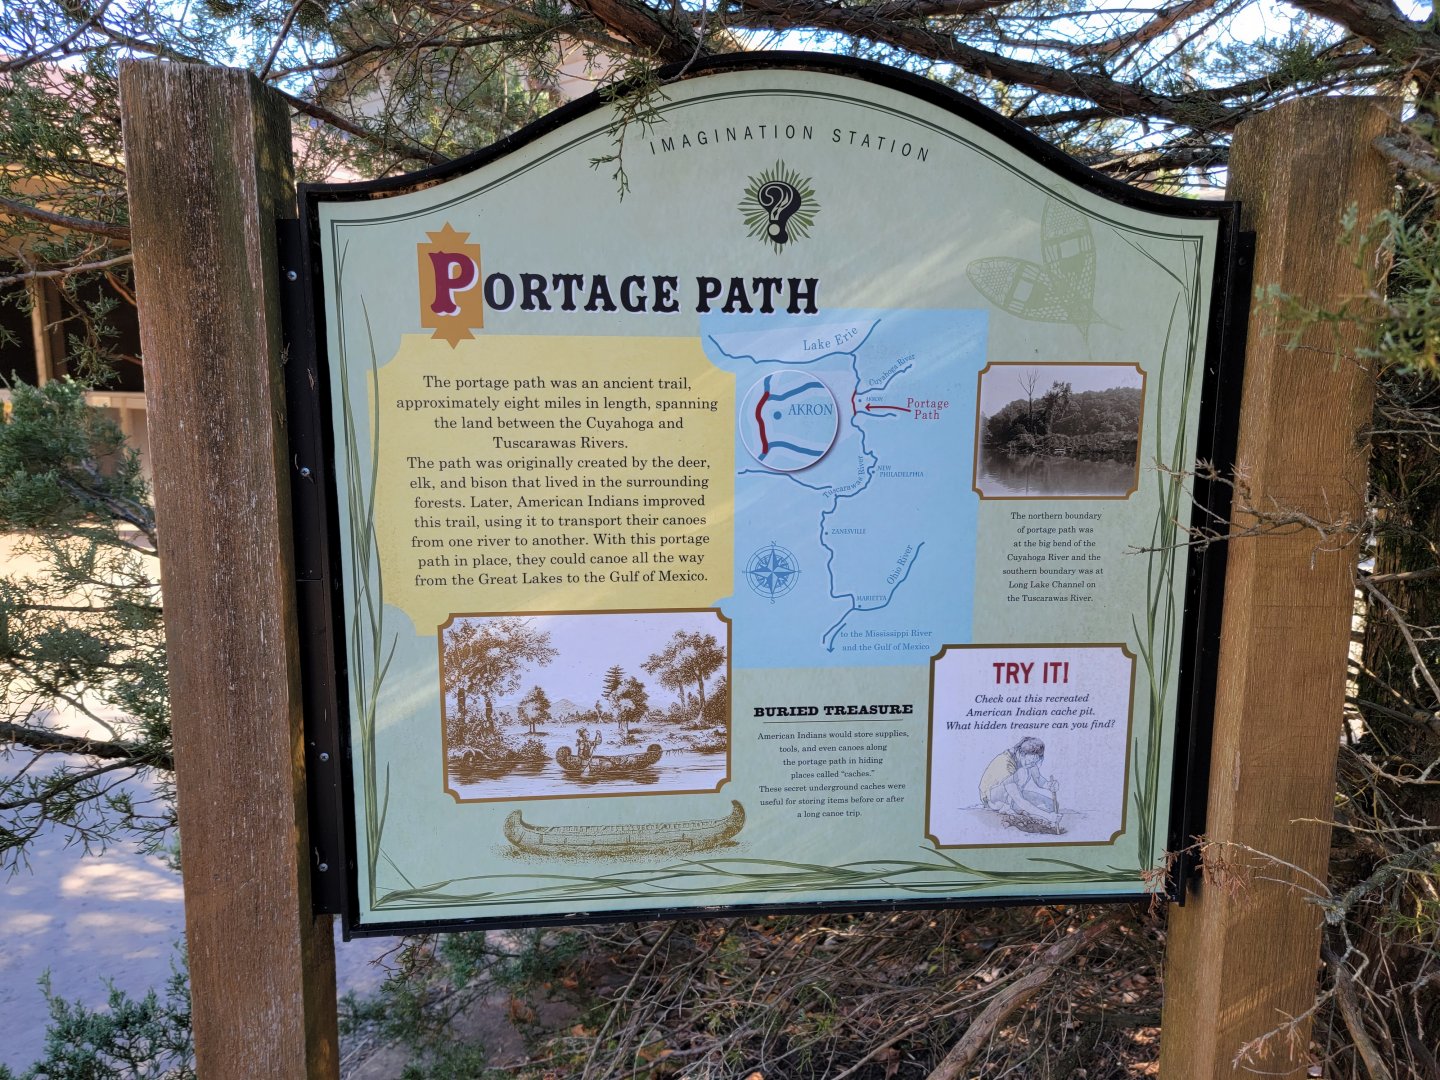 IMAGINATION STATION
?
PORTAGE PATH
The portage path was an ancient trail,
approximately eight miles in length, spanning
the land between the Cuyahoga and
Tuscarawas Rivers.
The path was originally created by the deer,
elk, and bison that lived in the surrounding
forests. Later, American Indians improved
this trail, using it to transport their canoes
from one river to another. With this portage
path in place, they could canoe all the way
from the Great Lakes to the Gulf of Mexico.
Lake Erie
Cuyahoga River
AKRON
AKRON
Portage
Path
Tuscarawas River
NEW
PHILADELPHIA
ZANESVILLE
N
S
Ohio River
MARIETTA
to the Mississippi River
and the Gulf of Mexico
The northern boundary
of portage path was
at the big bend of the
Cuyahoga River and the
southern boundary was at
Long Lake Channel on
the Tuscarawas River.
BURIED TREASURE
American Indians would store supplies,
tools, and even canoes along
the portage path in hiding
places called “caches.”
These secret underground caches were
useful for storing items before or after
a long canoe trip.
TRY IT!
Check out this recreated
American Indian cache pit.
What hidden treasure can you find?